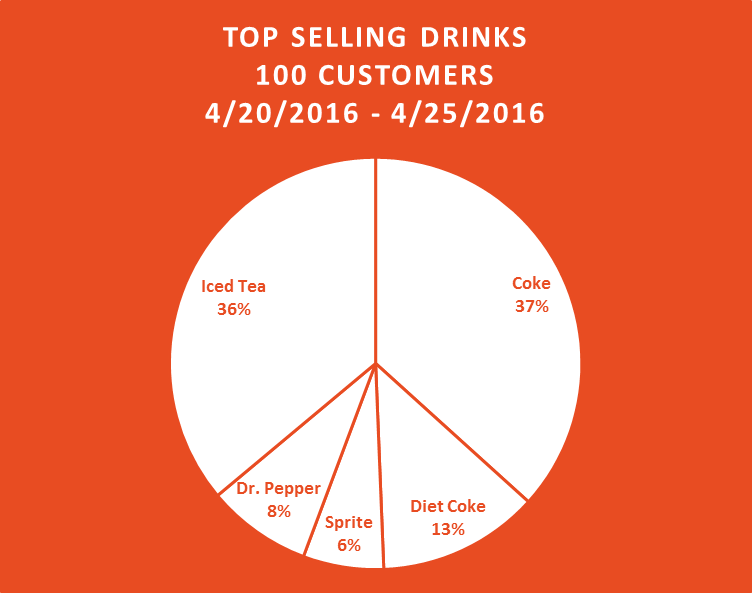 TOP SELLING DRINKS
100 CUSTOMERS
4/20/2016 - 4/25/2016
Iced Tea
36%
Coke
37%
Dr. Pepper
8%
Sprite
6%
Diet Coke
13%